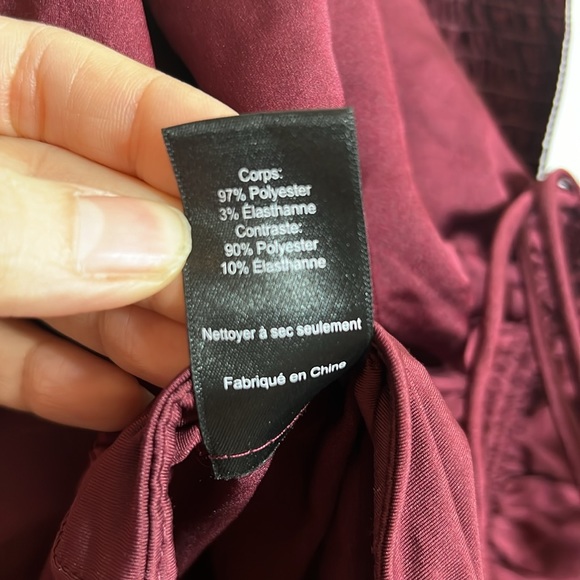 Corps:
97% Polyester
3% Élasthanne
Contraste:
90% Polyester
10% Élasthanne
Nettoyer à sec seulement
Fabriqué en Chine